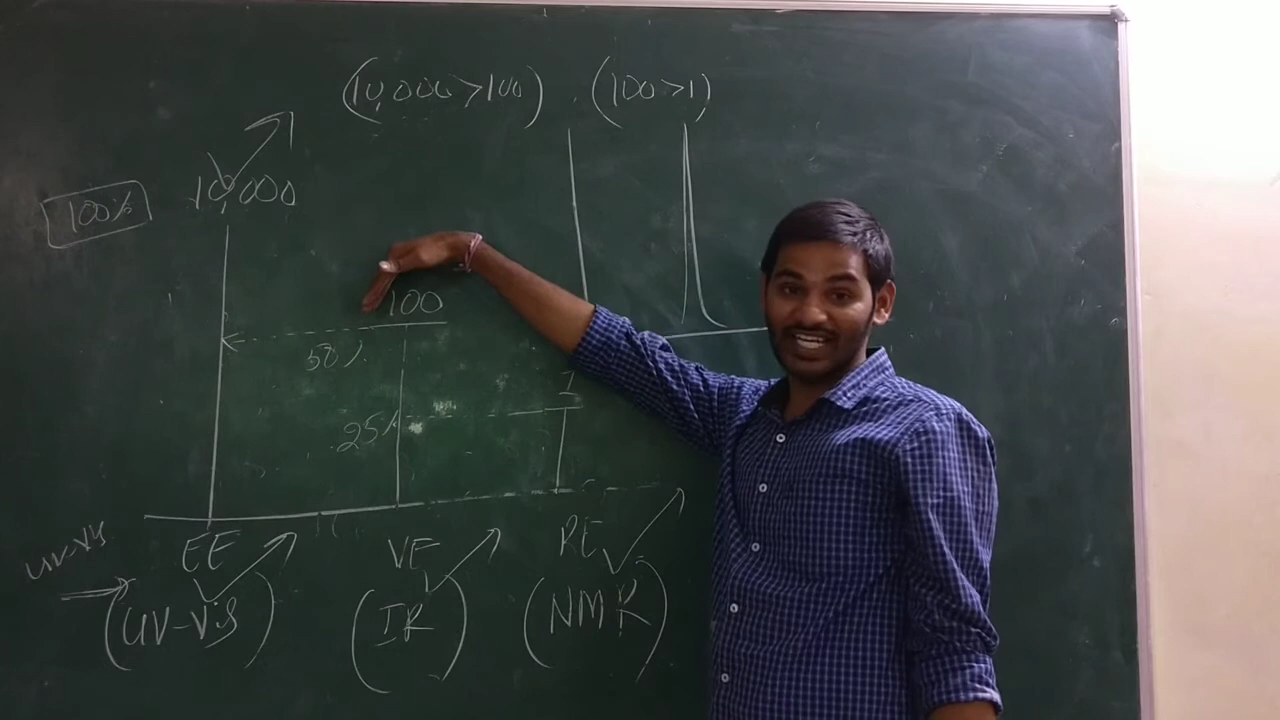 (10,000>100) (100>1)
10,000
100%
100
50%
1
25%
UV-Vis
EE VE RE
(UV-Vis) (IR) (NMR)